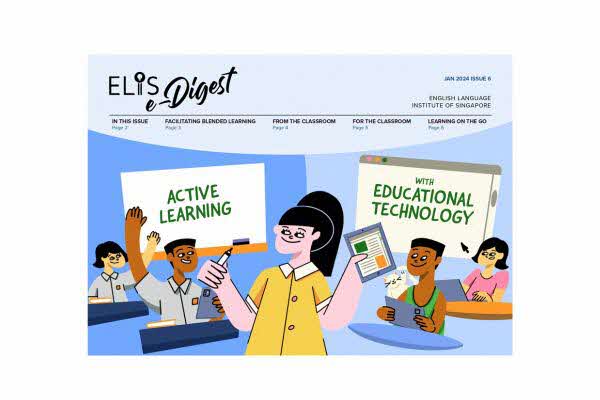 ELIS
e-Digest
JAN 2024 ISSUE 6
ENGLISH LANGUAGE
INSTITUTE OF SINGAPORE
IN THIS ISSUE
Page 2
FACILITATING BLENDED LEARNING
Page 3
FROM THE CLASSROOM
Page 4
FOR THE CLASSROOM
Page 5
LEARNING ON THE GO
Page 6
ACTIVE
LEARNING
WITH
EDUCATIONAL
TECHNOLOGY